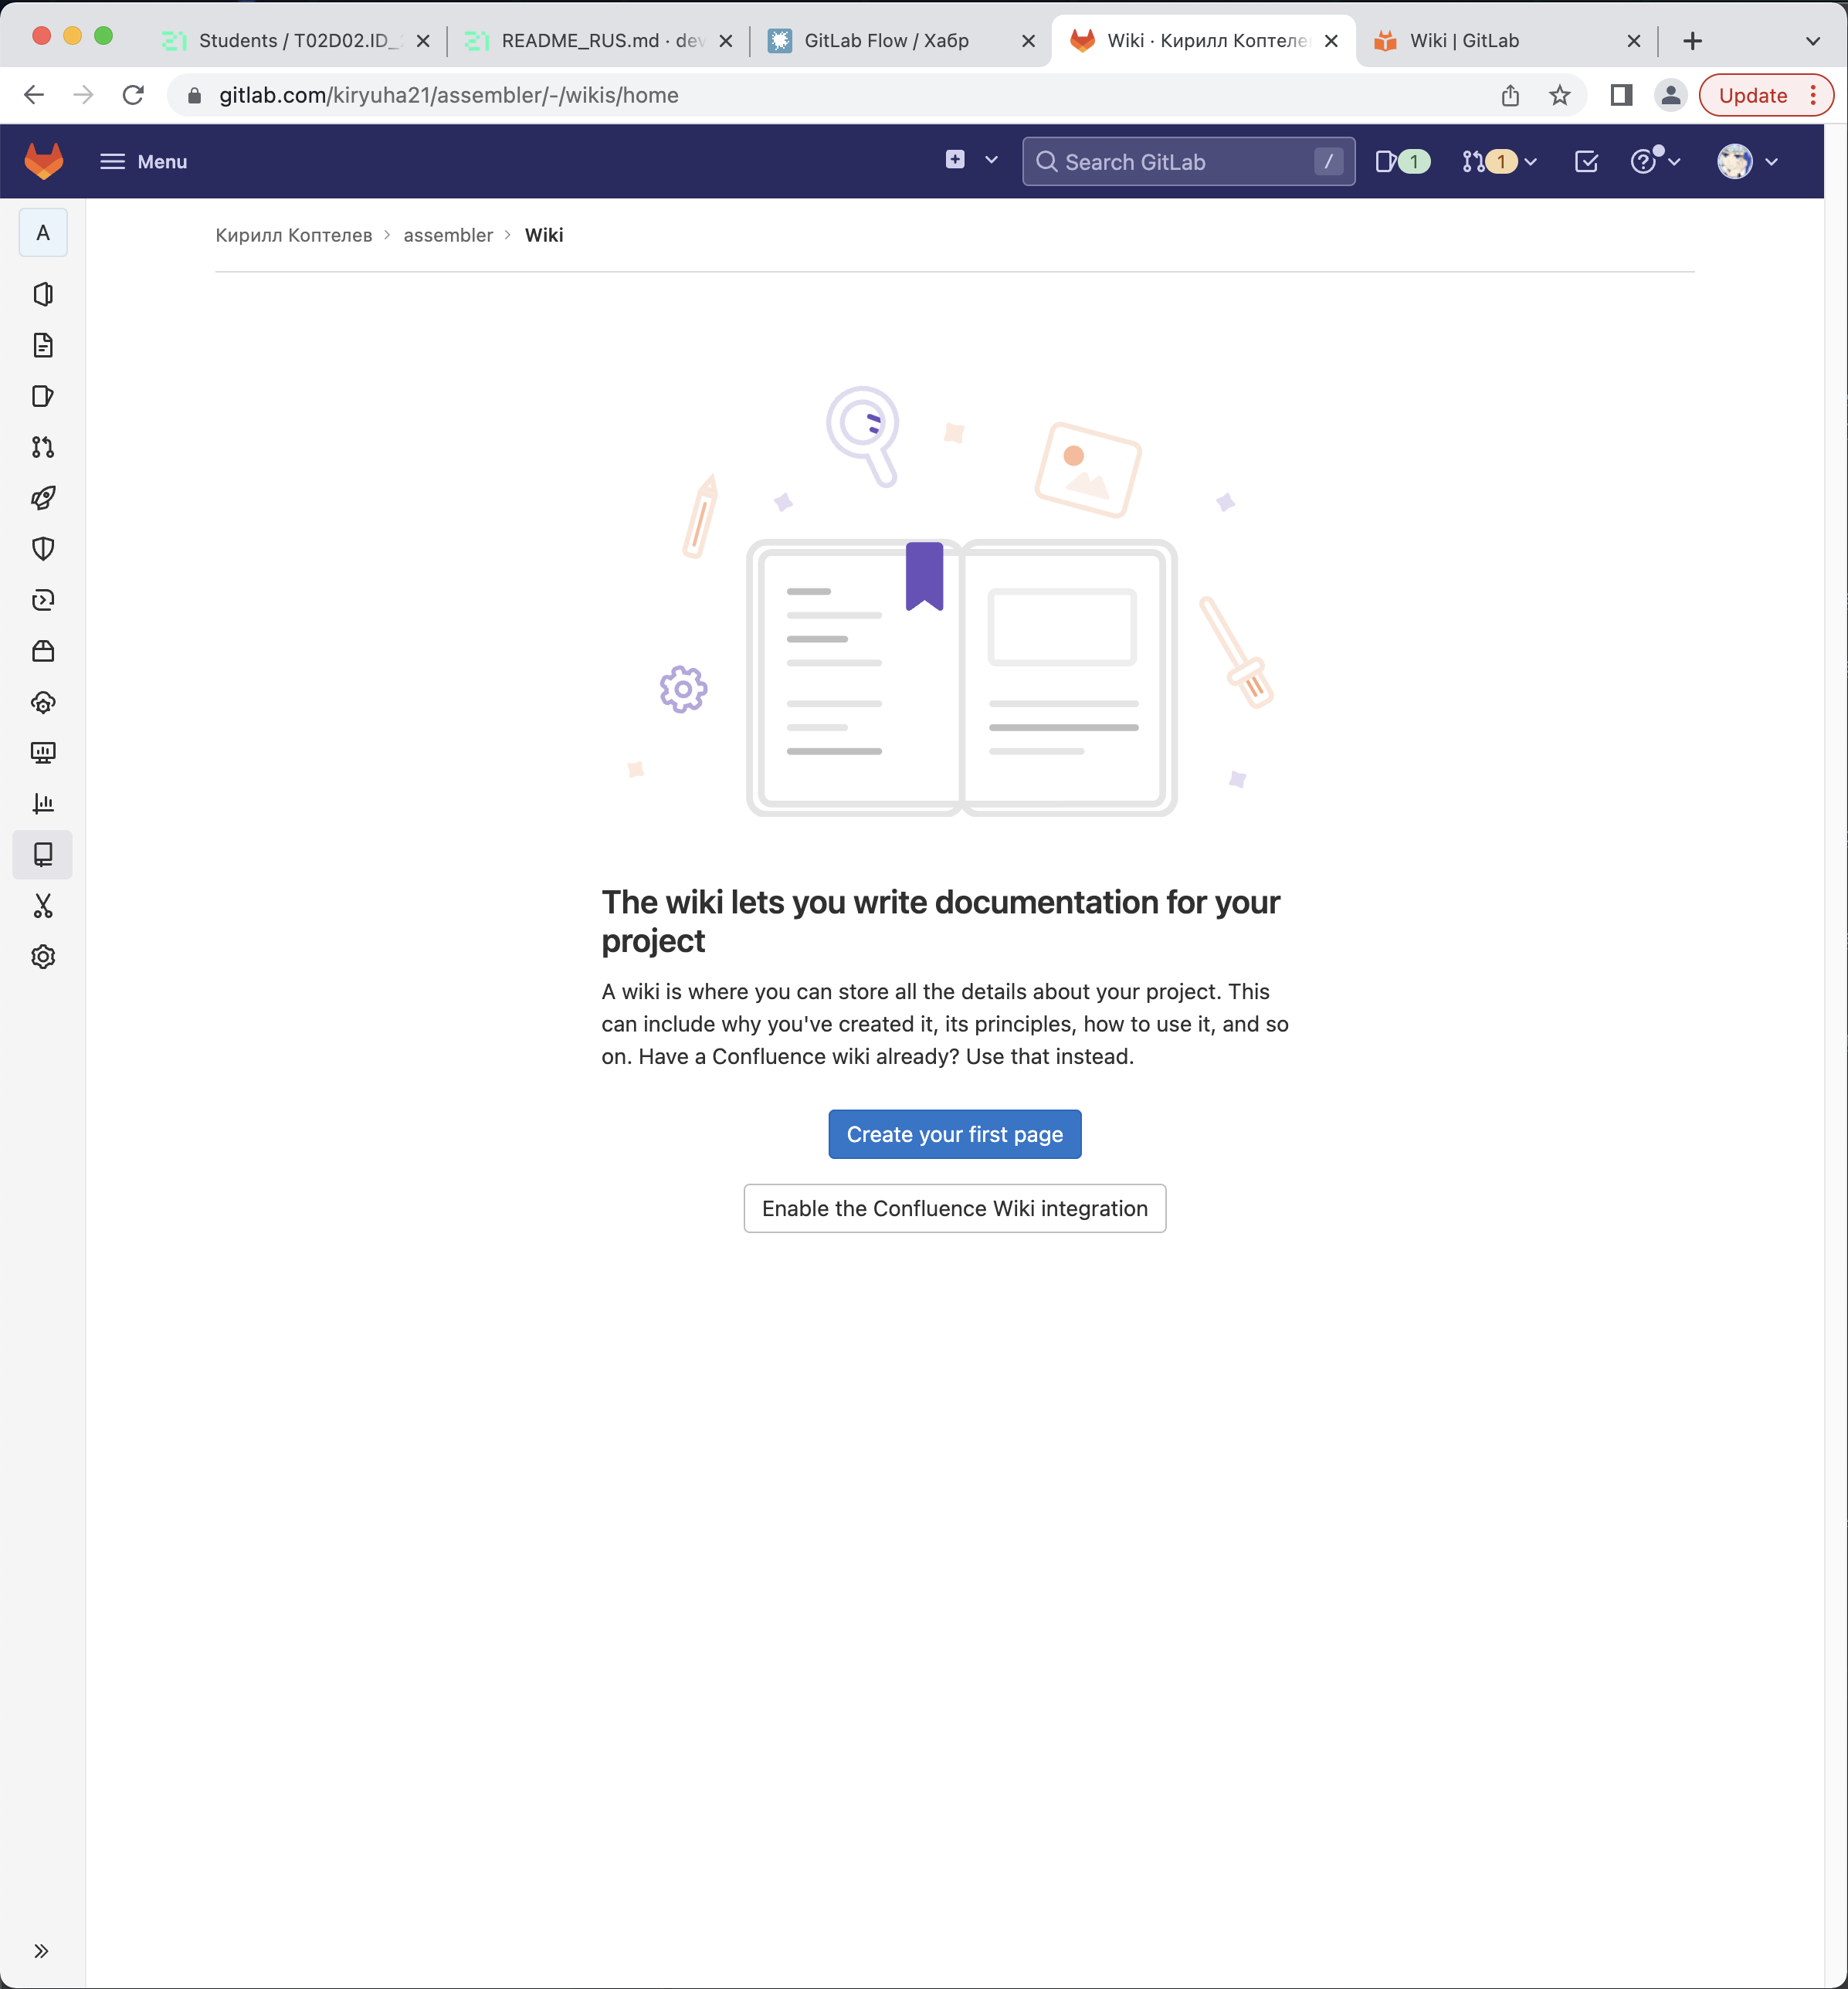 Students / T02D02.ID_
README_RUS.md · dev
GitLab Flow / Хабр
Wiki · Кирилл Коптеле
Wiki | GitLab
gitlab.com/kiryuha21/assembler/-/wikis/home
Update
Menu
Search GitLab
/
1
1
A
Кирилл Коптелев > assembler > Wiki
The wiki lets you write documentation for your
project
A wiki is where you can store all the details about your project. This
can include why you've created it, its principles, how to use it, and so
on. Have a Confluence wiki already? Use that instead.
Create your first page
Enable the Confluence Wiki integration